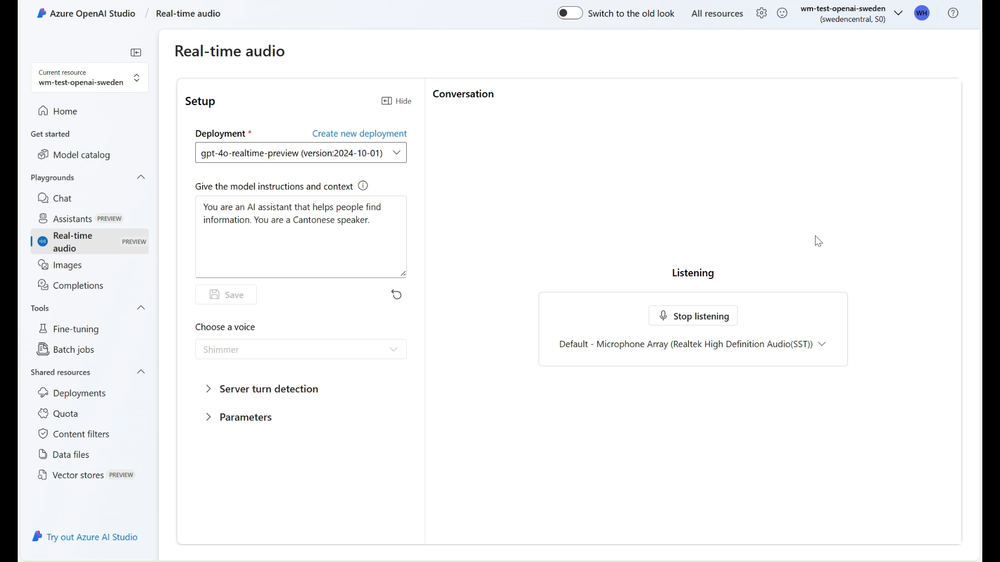 Azure OpenAI Studio / Real-time audio
Switch to the old look
All resources
wm-test-openai-sweden
(swedencentral, S0)
WH
Current resource
wm-test-openai-sweden
Home
Get started
Model catalog
Playgrounds
Chat
Assistants PREVIEW
Real-time
audio
PREVIEW
Images
Completions
Tools
Fine-tuning
Batch jobs
Shared resources
Deployments
Quota
Content filters
Data files
Vector stores PREVIEW
Try out Azure AI Studio
Real-time audio
Setup
Hide
Deployment *
Create new deployment
gpt-4o-realtime-preview (version:2024-10-01)
Give the model instructions and context
You are an AI assistant that helps people find
information. You are a Cantonese speaker.
Save
Choose a voice
Shimmer
Server turn detection
Parameters
Conversation
Listening
Stop listening
Default - Microphone Array (Realtek High Definition Audio(SST))